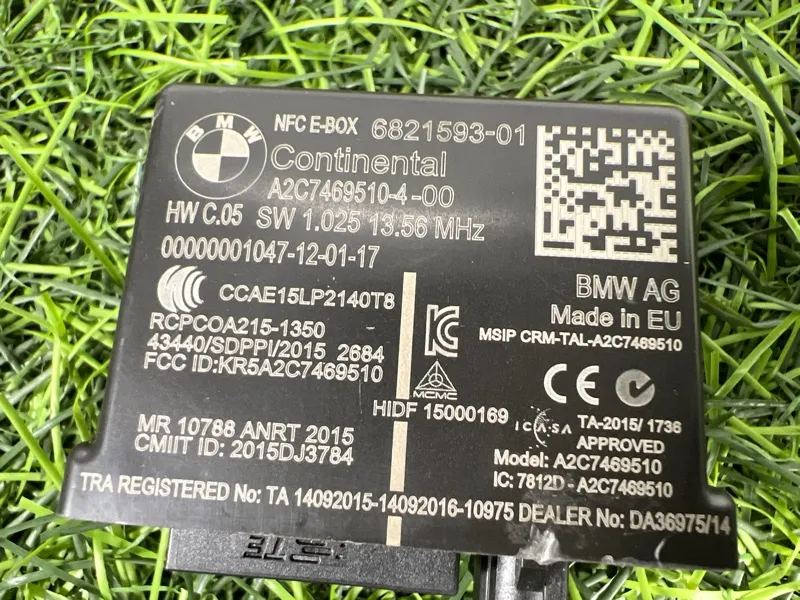 BMW
NFC E-BOX 6821593-01
Continental
A2C7469510-4-00
HW C.05 SW 1.025 13.56 MHz
00000001047-12-01-17
CCAE15LP2140T8
RCPCOA215-1350
43440/SDPPI/2015 2684
FCC ID:KR5A2C7469510
MR 10788 ANRT 2015
CMIIT ID: 2015DJ3784
BMW AG
Made in EU
MSIP CRM-TAL-A2C7469510
CE
MCMC
HIDF 15000169
ICASA TA-2015/ 1736
APPROVED
Model: A2C7469510
IC: 7812D - A2C7469510
TRA REGISTERED No: TA 14092015-14092016-10975 DEALER No: DA36975/14
TE